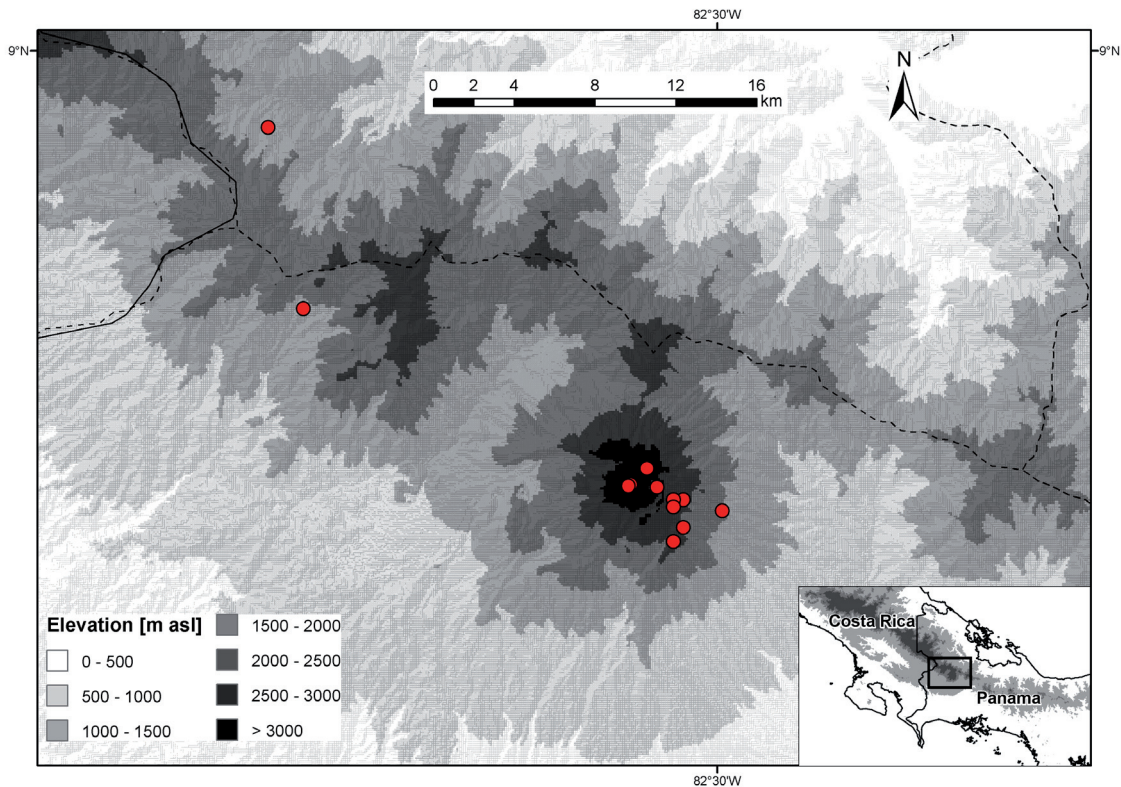 82°30'W
9°N
9°N
N
0 2 4 8 12 16
km
Costa Rica
Panama
Elevation [m asl]
0 - 500
500 - 1000
1000 - 1500
1500 - 2000
2000 - 2500
2500 - 3000
> 3000
82°30'W